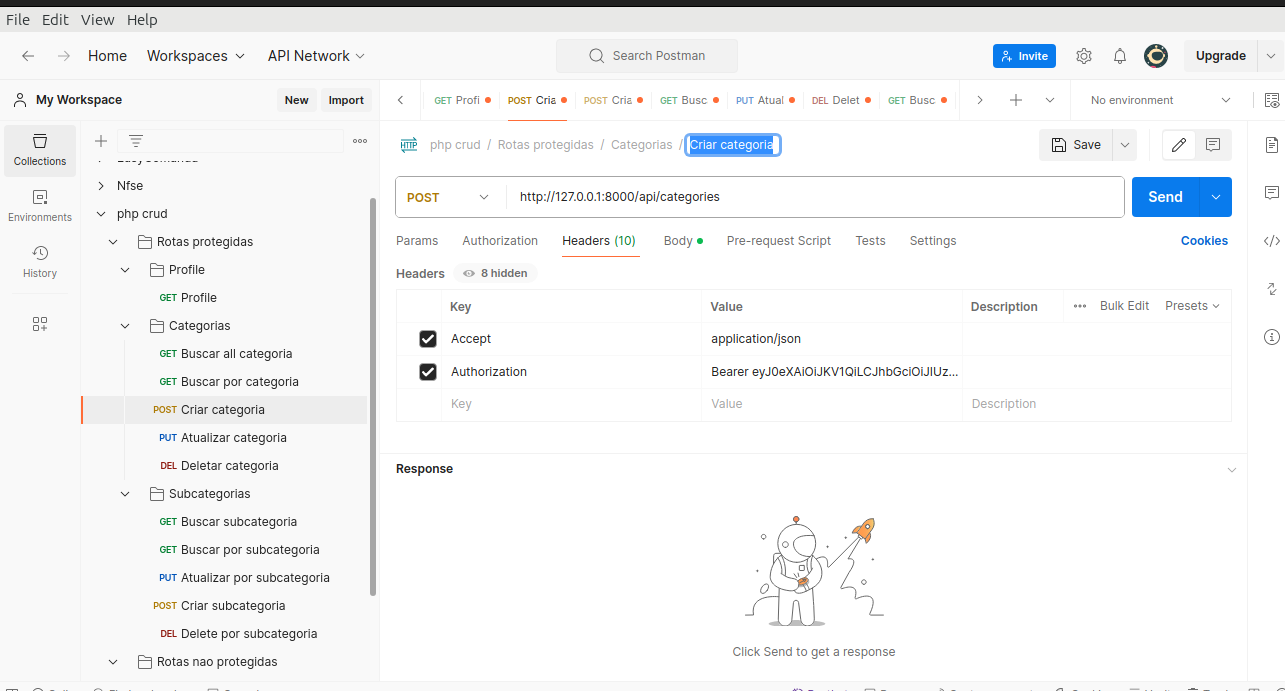 File Edit View Help
Home Workspaces API Network Search Postman Invite Upgrade
My Workspace New Import GET Profi POST Cria POST Cria GET Busc PUT Atual DEL Delet GET Busc No environment
Collections
Environments
History
Nfse
php crud
Rotas protegidas
Profile
GET Profile
Categorias
GET Buscar all categoria
GET Buscar por categoria
POST Criar categoria
PUT Atualizar categoria
DEL Deletar categoria
Subcategorias
GET Buscar subcategoria
GET Buscar por subcategoria
PUT Atualizar por subcategoria
POST Criar subcategoria
DEL Delete por subcategoria
Rotas nao protegidas
HTTP php crud / Rotas protegidas / Categorias / Criar categoria Save
POST http://127.0.0.1:8000/api/categories Send
Params Authorization Headers (10) Body Pre-request Script Tests Settings Cookies
Headers 8 hidden
Key Value Description Bulk Edit Presets
Accept application/json
Authorization Bearer eyJ0eXAiOiJKV1QiLCJhbGciOiJIUz...
Key Value Description
Response
Click Send to get a response